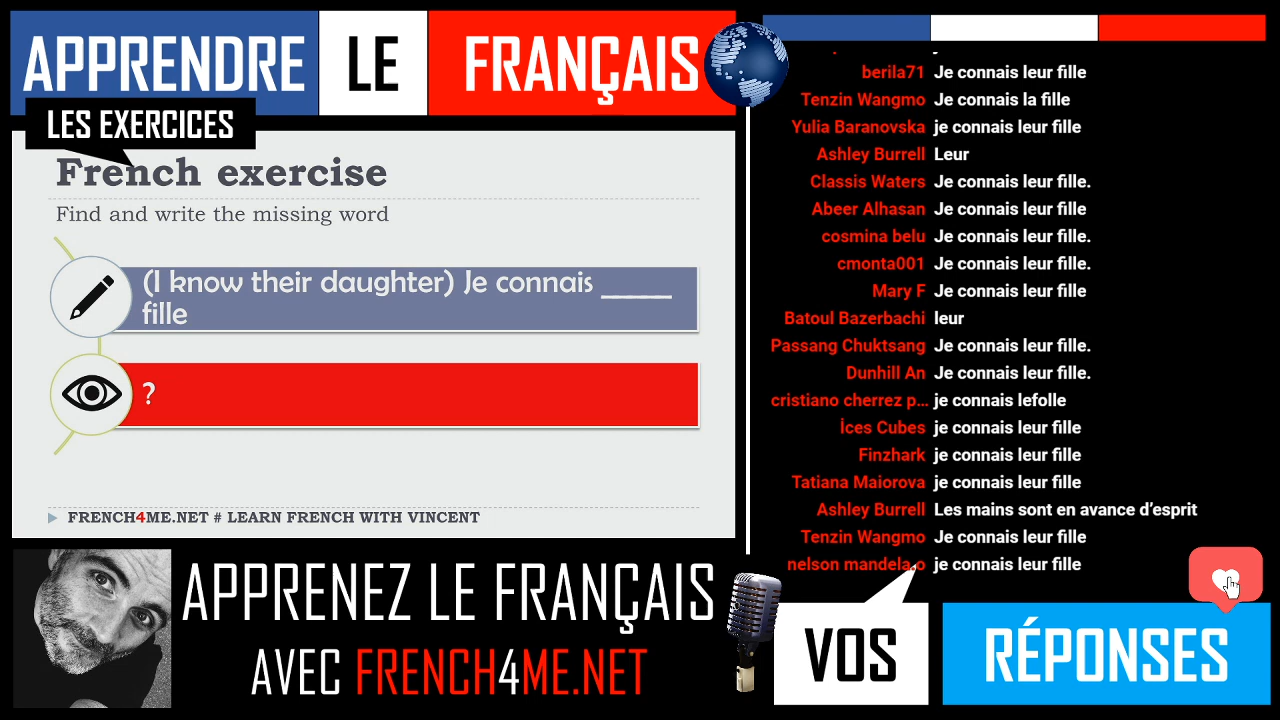 APPRENDRE LE FRANÇAIS
LES EXERCICES
French exercise
Find and write the missing word
(I know their daughter) Je connais _____
fille
?
FRENCH4ME.NET # LEARN FRENCH WITH VINCENT
APPRENEZ LE FRANÇAIS
AVEC FRENCH4ME.NET
berila71 Je connais leur fille
Tenzin Wangmo Je connais la fille
Yulia Baranovska je connais leur fille
Ashley Burrell Leur
Classis Waters Je connais leur fille.
Abeer Alhasan Je connais leur fille
cosmina belu Je connais leur fille.
cmonta001 Je connais leur fille.
Mary F Je connais leur fille
Batoul Bazerbachi leur
Passang Chuktsang Je connais leur fille.
Dunhill An Je connais leur fille.
cristiano cherrez p... je connais lefolle
İces Cubes je connais leur fille
Finzhark je connais leur fille
Tatiana Maiorova je connais leur fille
Ashley Burrell Les mains sont en avance d’esprit
Tenzin Wangmo Je connais leur fille
nelson mandela.o je connais leur fille
VOS RÉPONSES